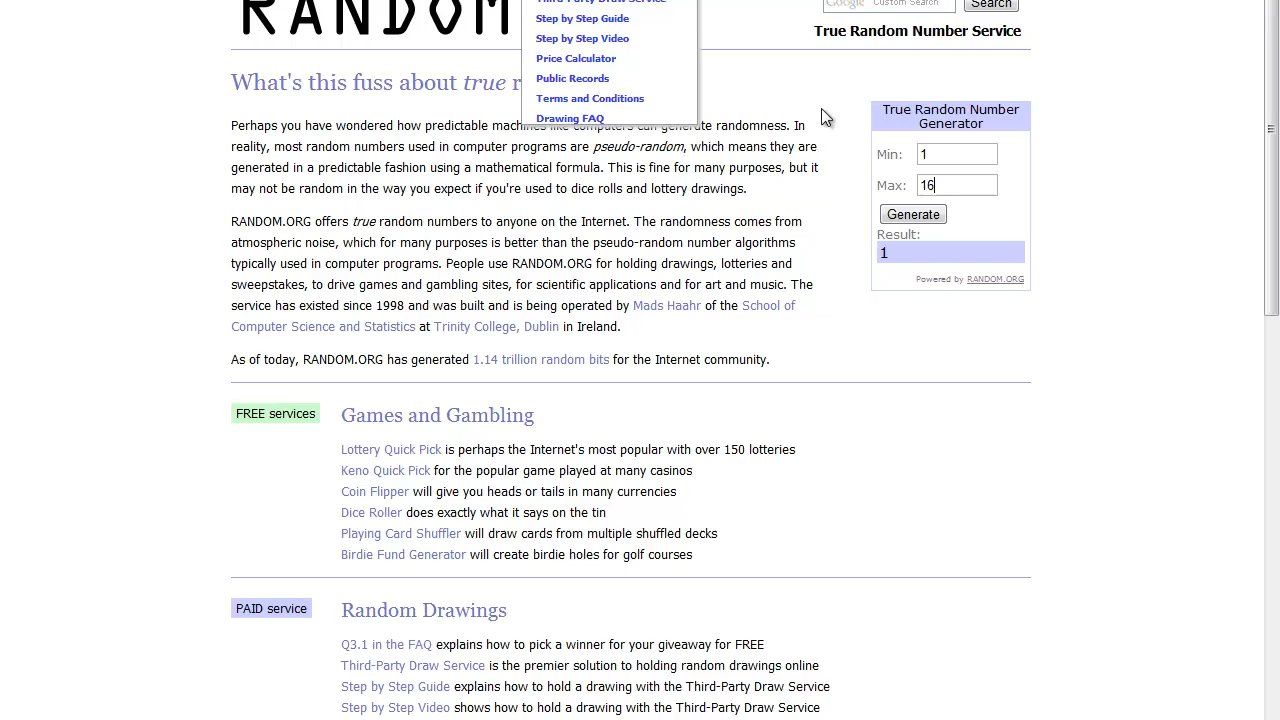 RANDOM
Third-Party Draw Service
Step by Step Guide
Step by Step Video
Price Calculator
Public Records
Terms and Conditions
Drawing FAQ
Google Custom Search
Search
True Random Number Service
What's this fuss about true r
Perhaps you have wondered how predictable machines like computers can generate randomness. In
reality, most random numbers used in computer programs are pseudo-random, which means they are
generated in a predictable fashion using a mathematical formula. This is fine for many purposes, but it
may not be random in the way you expect if you're used to dice rolls and lottery drawings.
RANDOM.ORG offers true random numbers to anyone on the Internet. The randomness comes from
atmospheric noise, which for many purposes is better than the pseudo-random number algorithms
typically used in computer programs. People use RANDOM.ORG for holding drawings, lotteries and
sweepstakes, to drive games and gambling sites, for scientific applications and for art and music. The
service has existed since 1998 and was built and is being operated by Mads Haahr of the School of
Computer Science and Statistics at Trinity College, Dublin in Ireland.
As of today, RANDOM.ORG has generated 1.14 trillion random bits for the Internet community.
True Random Number
Generator
Min: 1
Max: 16
Generate
Result:
1
Powered by RANDOM.ORG
FREE services
Games and Gambling
Lottery Quick Pick is perhaps the Internet's most popular with over 150 lotteries
Keno Quick Pick for the popular game played at many casinos
Coin Flipper will give you heads or tails in many currencies
Dice Roller does exactly what it says on the tin
Playing Card Shuffler will draw cards from multiple shuffled decks
Birdie Fund Generator will create birdie holes for golf courses
PAID service
Random Drawings
Q3.1 in the FAQ explains how to pick a winner for your giveaway for FREE
Third-Party Draw Service is the premier solution to holding random drawings online
Step by Step Guide explains how to hold a drawing with the Third-Party Draw Service
Step by Step Video shows how to hold a drawing with the Third-Party Draw Service